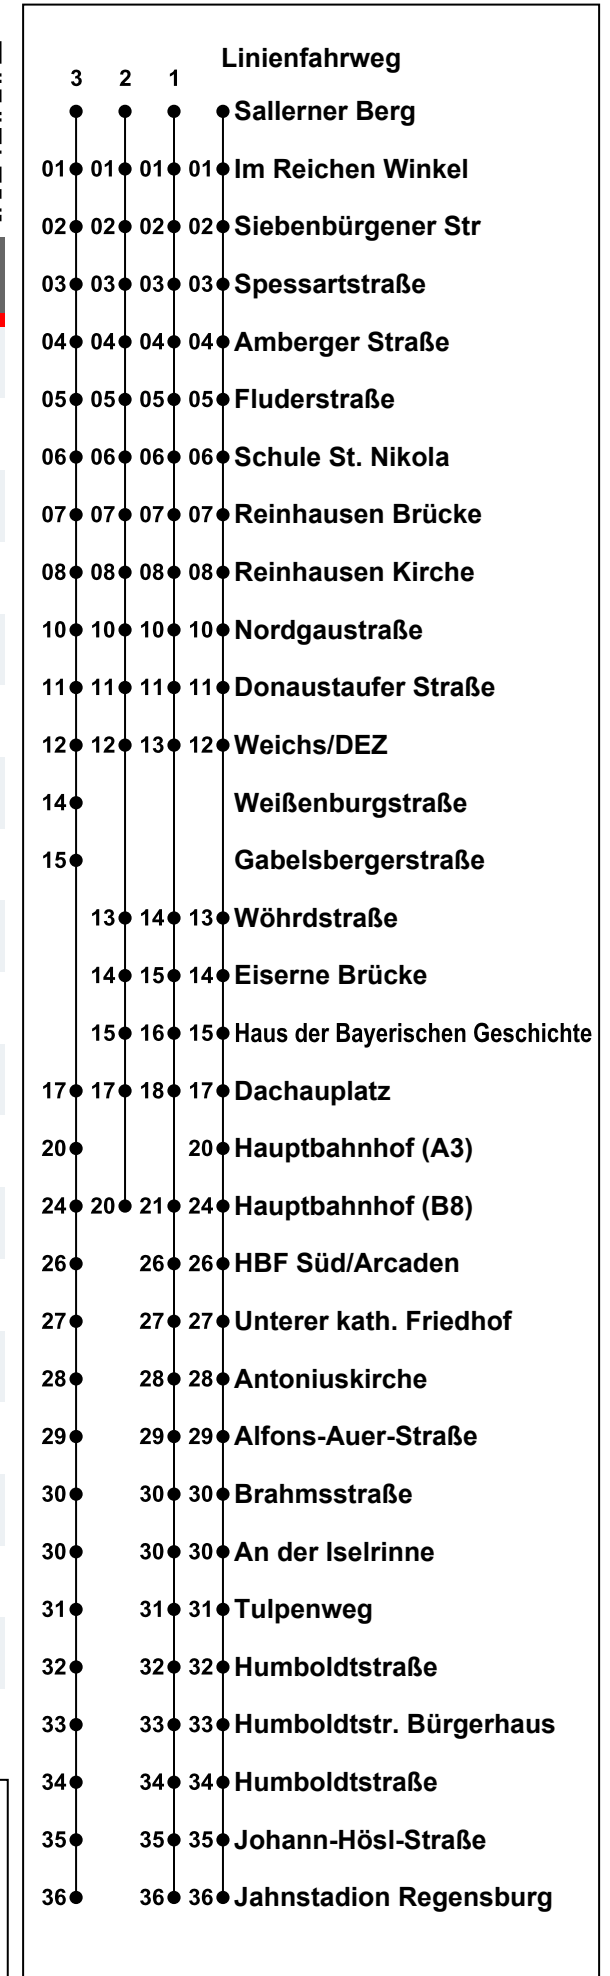 Linienfahrweg
3 2 1
Sallerner Berg
01 01 01 01 Im Reichen Winkel
02 02 02 02 Siebenbürgener Str
03 03 03 03 Spessartstraße
04 04 04 04 Amberger Straße
05 05 05 05 Fluderstraße
06 06 06 06 Schule St. Nikola
07 07 07 07 Reinhausen Brücke
08 08 08 08 Reinhausen Kirche
10 10 10 10 Nordgaustraße
11 11 11 11 Donaustaufer Straße
12 12 13 12 Weichs/DEZ
14 Weißenburgstraße
15 Gabelsbergerstraße
13 14 13 Wöhrdstraße
14 15 14 Eiserne Brücke
15 16 15 Haus der Bayerischen Geschichte
17 17 18 17 Dachauplatz
20 20 Hauptbahnhof (A3)
24 20 21 24 Hauptbahnhof (B8)
26 26 26 HBF Süd/Arcaden
27 27 27 Unterer kath. Friedhof
28 28 28 Antoniuskirche
29 29 29 Alfons-Auer-Straße
30 30 30 Brahmsstraße
30 30 30 An der Iselrinne
31 31 31 Tulpenweg
32 32 32 Humboldtstraße
33 33 33 Humboldtstr. Bürgerhaus
34 34 34 Humboldtstraße
35 35 35 Johann-Hösl-Straße
36 36 36 Jahnstadion Regensburg